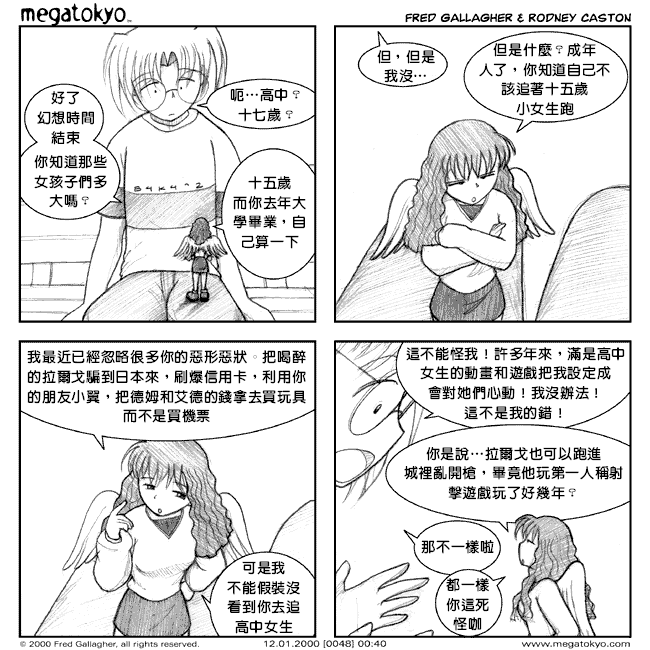 megatokyo™
FRED GALLAGHER & RODNEY CASTON
好了
幻想時間
結束
你知道那些
女孩子們多
大嗎？
呃…高中？
十七歲？
十五歲
而你去年大
學畢業，自
己算一下
但，但是
我沒…
但是什麼？成年
人了，你知道自己不
該追著十五歲
小女生跑
我最近已經忽略很多你的惡形惡狀。把喝醉
的拉爾戈騙到日本來，刷爆信用卡，利用你
的朋友小翼，把德姆和艾德的錢拿去買玩具
而不是買機票
可是我
不能假裝沒
看到你去追
高中女生
這不能怪我！許多年來，滿是高中
女生的動畫和遊戲把我設定成
會對她們心動！我沒辦法！
這不是我的錯！
你是說…拉爾戈也可以跑進
城裡亂開槍，畢竟他玩第一人稱射
擊遊戲玩了好幾年？
那不一樣啦
都一樣
你這死
怪咖
© 2000 Fred Gallagher, all rights reserved.
12.01.2000 [0048] 00:40
www.megatokyo.com